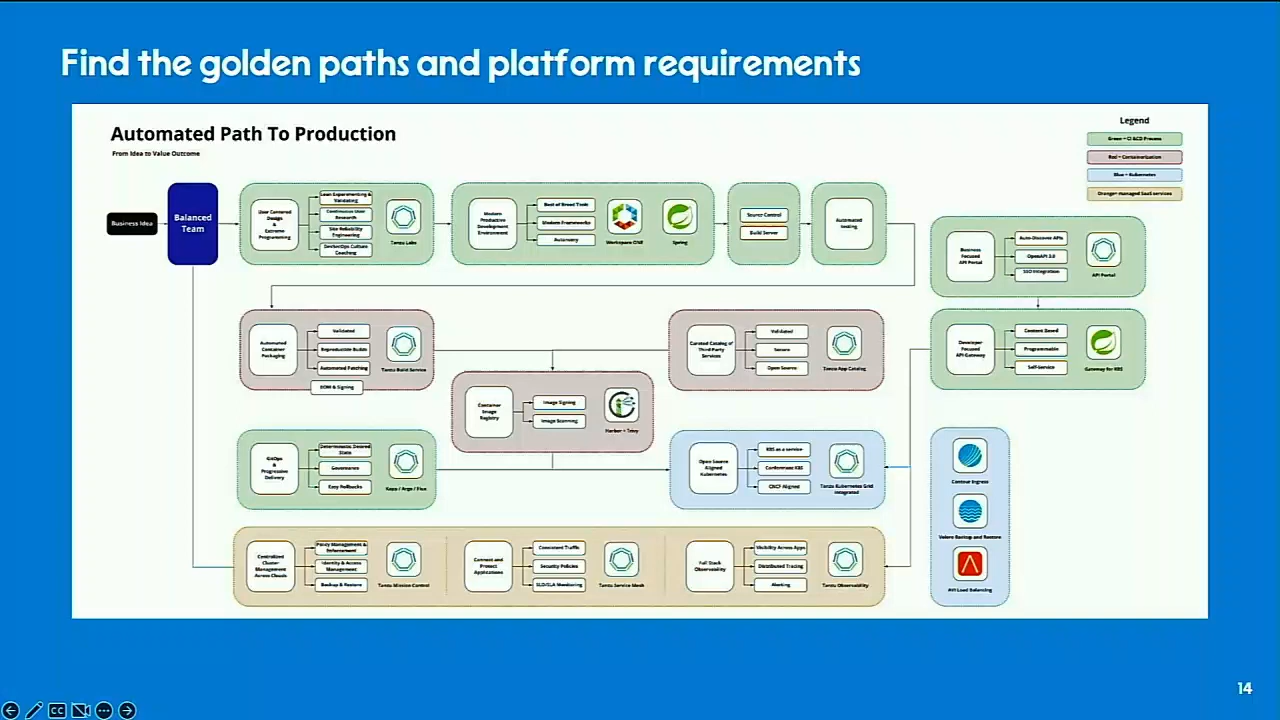 Find the golden paths and platform requirements
Automated Path To Production
From Idea to Value Outcome
Legend
Green = CI &CD Process
Red = Containerization
Blue = Kubernetes
Orange= managed SaaS services
Business Idea
Balanced
Team
User Centered
Design
&
Extreme
Programming
Lean Experimenting &
Validating
Continuous User
Research
Site Reliability
Engineering
DevSecOps Culture
Coaching
Tanzu Labs
Modern
Productive
Development
Environment
Best of Breed Tools
Modern Frameworks
Autonomy
Workspace ONE
Spring
Source Control
Build Server
Automated
testing
Business
Focused
API Portal
Auto-Discover APIs
OpenAPI 3.0
SSO Integration
API Portal
Automated
Container
Packaging
Validated
Reproducible Builds
Automated Patching
BOM & Signing
Tanzu Build Service
Curated Catalog of
Third Party
Services
Validated
Secure
Open Source
Tanzu App Catalog
Developer
Focused
API Gateway
Content Based
Programmable
Self-Service
Gateway for K8S
Container
Image
Registry
Image Signing
Image Scanning
Harbor + Trivy
GitOps
&
Progressive
Delivery
Deterministic Desired
State
Governance
Easy Rollbacks
Kapp / Argo / Flux
Open Source
Aligned
Kubernetes
K8S as a service
Conformant K8S
CNCF Aligned
Tanzu Kubernetes Grid
Integrated
Contour Ingress
Velero Backup and Restore
AVI Load Balancing
Centralized
Cluster
Management
Across Clouds
Policy Management &
Enforcement
Identity & Access
Management
Backup & Restore
Tanzu Mission Control
Connect and
Protect
Applications
Consistent Traffic
Security Policies
SLO/SLA Monitoring
Tanzu Service Mesh
Full Stack
Observability
Visibility Across Apps
Distributed Tracing
Alerting
Tanzu Observability
14
CC